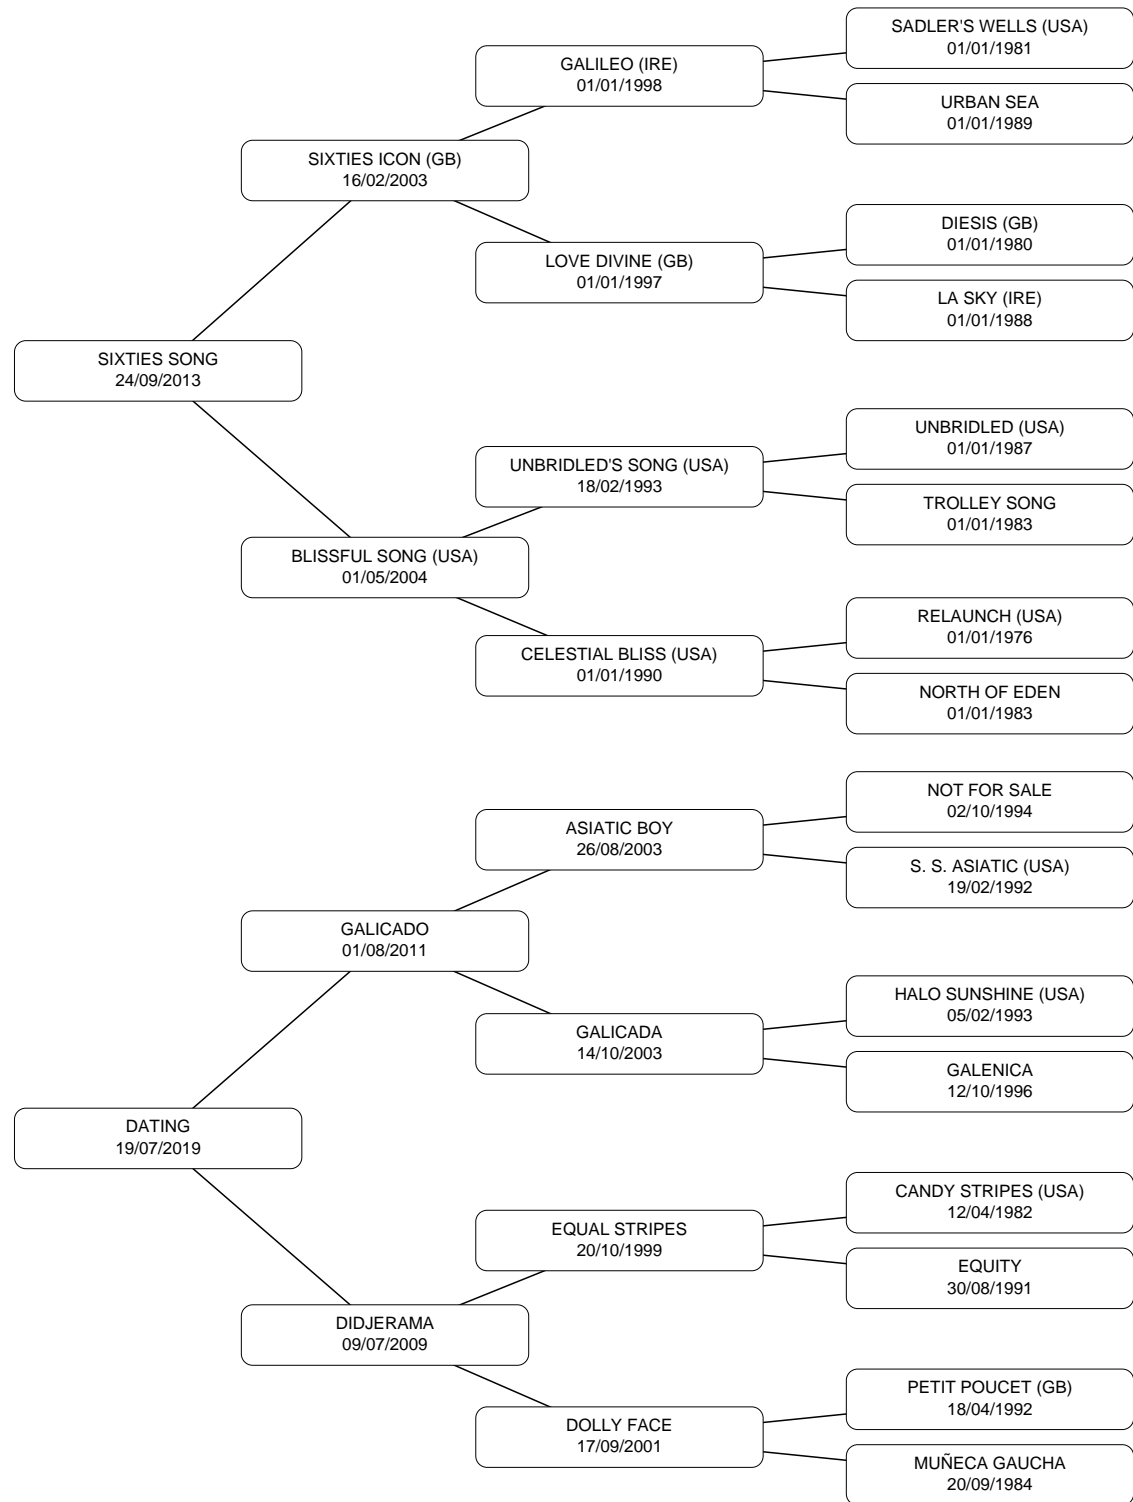 SADLER'S WELLS (USA)
01/01/1981
GALILEO (IRE)
01/01/1998
URBAN SEA
01/01/1989
SIXTIES ICON (GB)
16/02/2003
DIESIS (GB)
01/01/1980
LOVE DIVINE (GB)
01/01/1997
LA SKY (IRE)
01/01/1988
SIXTIES SONG
24/09/2013
UNBRIDLED (USA)
01/01/1987
UNBRIDLED'S SONG (USA)
18/02/1993
TROLLEY SONG
01/01/1983
BLISSFUL SONG (USA)
01/05/2004
RELAUNCH (USA)
01/01/1976
CELESTIAL BLISS (USA)
01/01/1990
NORTH OF EDEN
01/01/1983
NOT FOR SALE
02/10/1994
ASIATIC BOY
26/08/2003
S. S. ASIATIC (USA)
19/02/1992
GALICADO
01/08/2011
HALO SUNSHINE (USA)
05/02/1993
GALICADA
14/10/2003
GALENICA
12/10/1996
DATING
19/07/2019
CANDY STRIPES (USA)
12/04/1982
EQUAL STRIPES
20/10/1999
EQUITY
30/08/1991
DIDJERAMA
09/07/2009
PETIT POUCET (GB)
18/04/1992
DOLLY FACE
17/09/2001
MUÑECA GAUCHA
20/09/1984